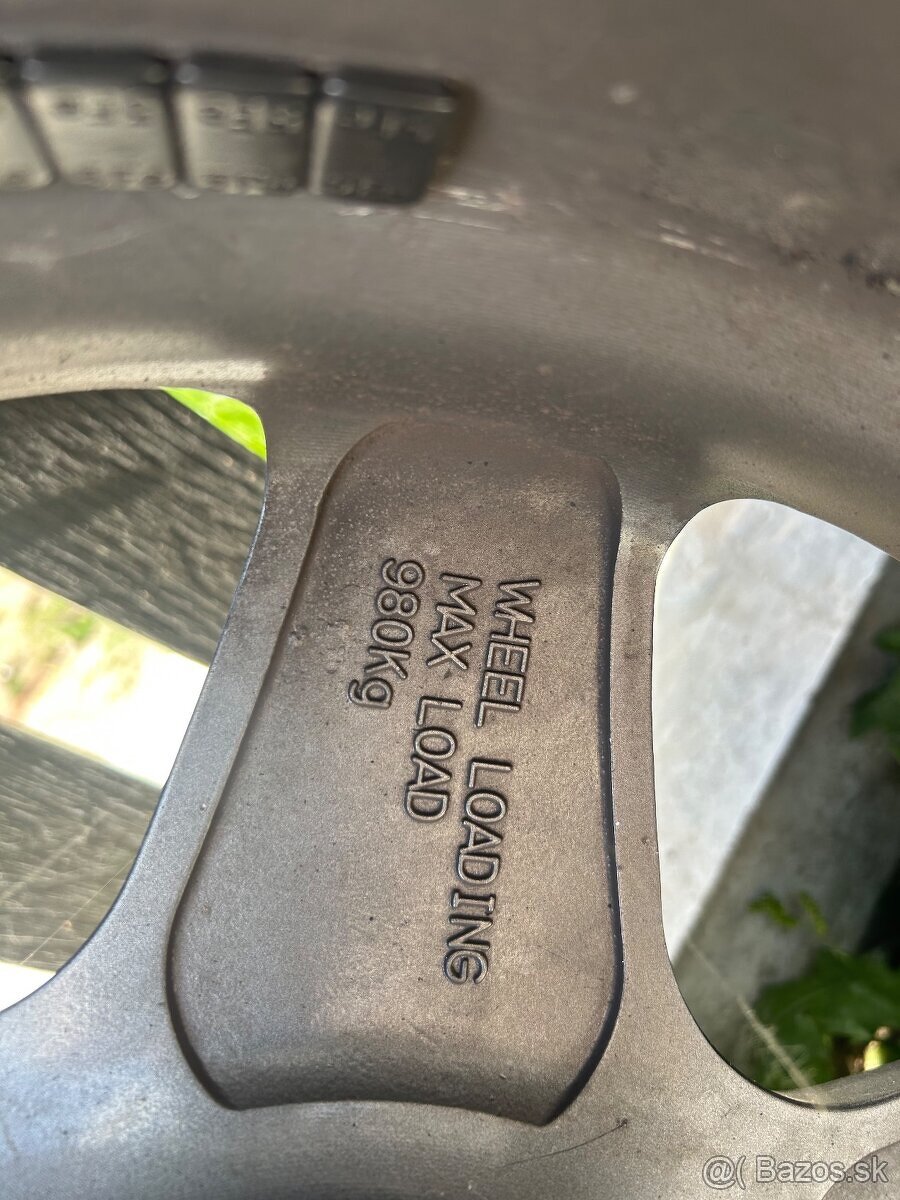 WHEEL LOADING
MAX LOAD
980Kg
@( Bazos.sk